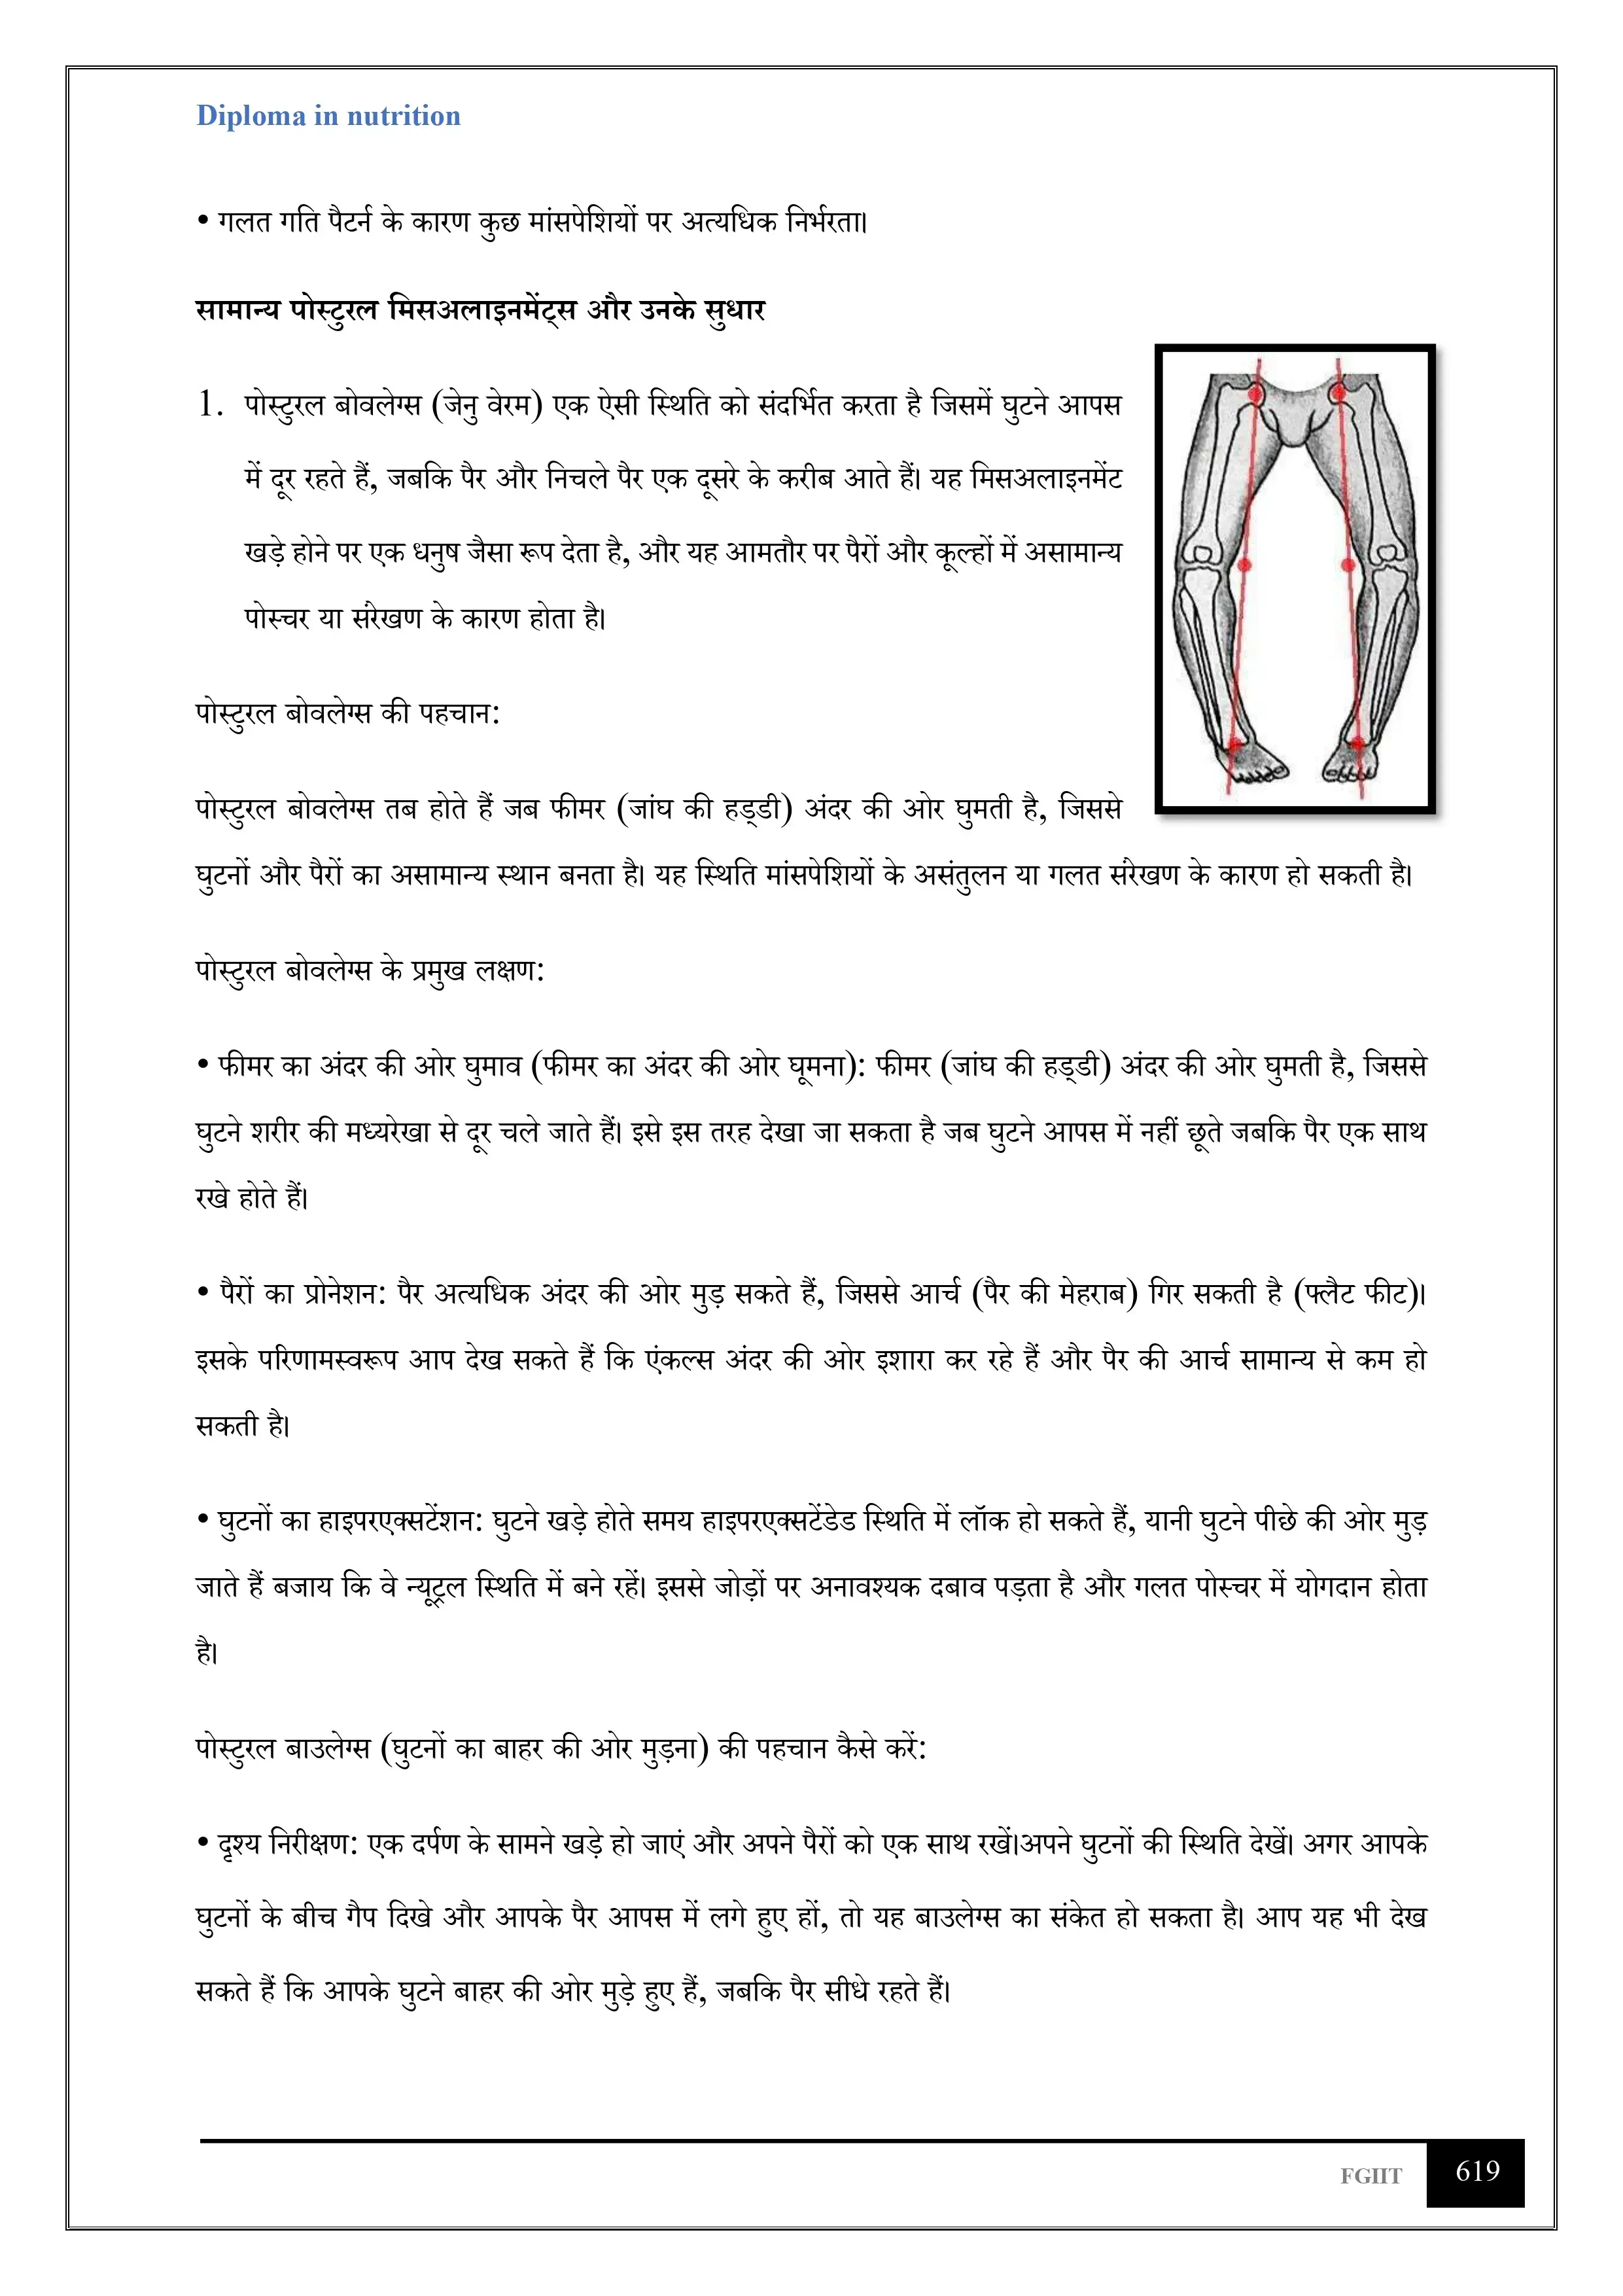 Diploma in nutrition
• गलत गति पैटर्न के कारण कुछ मांसपेशियों पर अत्यधिक निर्भरता।
सामान्य पोस्टुरल मिसअलाइनमेंट्स और उनके सुधार
1. पोस्टुरल बोवलेग्स (जेनु वेरम) एक ऐसी स्थिति को संदर्भित करता है जिसमें घुटने आपस
में दूर रहते हैं, जबकि पैर और निचले पैर एक दूसरे के करीब आते हैं। यह मिसअलाइनमेंट
खड़े होने पर एक धनुष जैसा रूप देता है, और यह आमतौर पर पैरों और कूल्हों में असामान्य
पोस्चर या संरेखण के कारण होता है।
पोस्टुरल बोवलेग्स की पहचान:
पोस्टुरल बोवलेग्स तब होते हैं जब फीमर (जांघ की हड्डी) अंदर की ओर घुमती है, जिससे
घुटनों और पैरों का असामान्य स्थान बनता है। यह स्थिति मांसपेशियों के असंतुलन या गलत संरेखण के कारण हो सकती है।
पोस्टुरल बोवलेग्स के प्रमुख लक्षण:
• फीमर का अंदर की ओर घुमाव (फीमर का अंदर की ओर घूमना): फीमर (जांघ की हड्डी) अंदर की ओर घुमती है, जिससे
घुटने शरीर की मध्यरेखा से दूर चले जाते हैं। इसे इस तरह देखा जा सकता है जब घुटने आपस में नहीं छूते जबकि पैर एक साथ
रखे होते हैं।
• पैरों का प्रोनेशन: पैर अत्यधिक अंदर की ओर मुड़ सकते हैं, जिससे आर्च (पैर की मेहराब) गिर सकती है (फ्लैट फीट)।
इसके परिणामस्वरूप आप देख सकते हैं कि एंकल्स अंदर की ओर इशारा कर रहे हैं और पैर की आर्च सामान्य से कम हो
सकती है।
• घुटनों का हाइपरएक्सटेंशन: घुटने खड़े होते समय हाइपरएक्सटेंडेड स्थिति में लॉक हो सकते हैं, यानी घुटने पीछे की ओर मुड़
जाते हैं बजाय कि वे न्यूट्रल स्थिति में बने रहें। इससे जोड़ों पर अनावश्यक दबाव पड़ता है और गलत पोस्चर में योगदान होता
है।
पोस्टुरल बाउलेग्स (घुटनों का बाहर की ओर मुड़ना) की पहचान कैसे करें:
• दृश्य निरीक्षण: एक दर्पण के सामने खड़े हो जाएं और अपने पैरों को एक साथ रखें।अपने घुटनों की स्थिति देखें। अगर आपके
घुटनों के बीच गैप दिखे और आपके पैर आपस में लगे हुए हों, तो यह बाउलेग्स का संकेत हो सकता है। आप यह भी देख
सकते हैं कि आपके घुटने बाहर की ओर मुड़े हुए हैं, जबकि पैर सीधे रहते हैं।
FGIIT 619